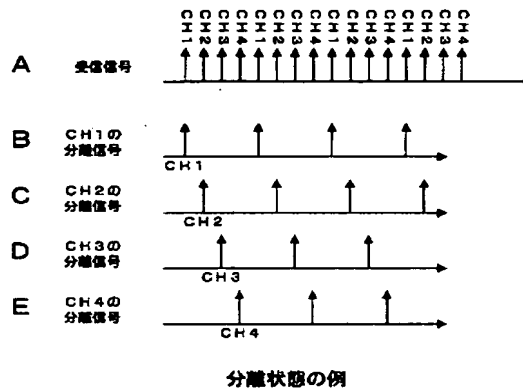 CH1 CH2 CH3 CH4 CH1 CH2 CH3 CH4 CH1 CH2 CH3 CH4 CH1 CH2 CH3 CH4
A 受信信号
B CH1の
分離信号
CH1
C CH2の
分離信号
CH2
D CH3の
分離信号
CH3
E CH4の
分離信号
CH4
分離状態の例